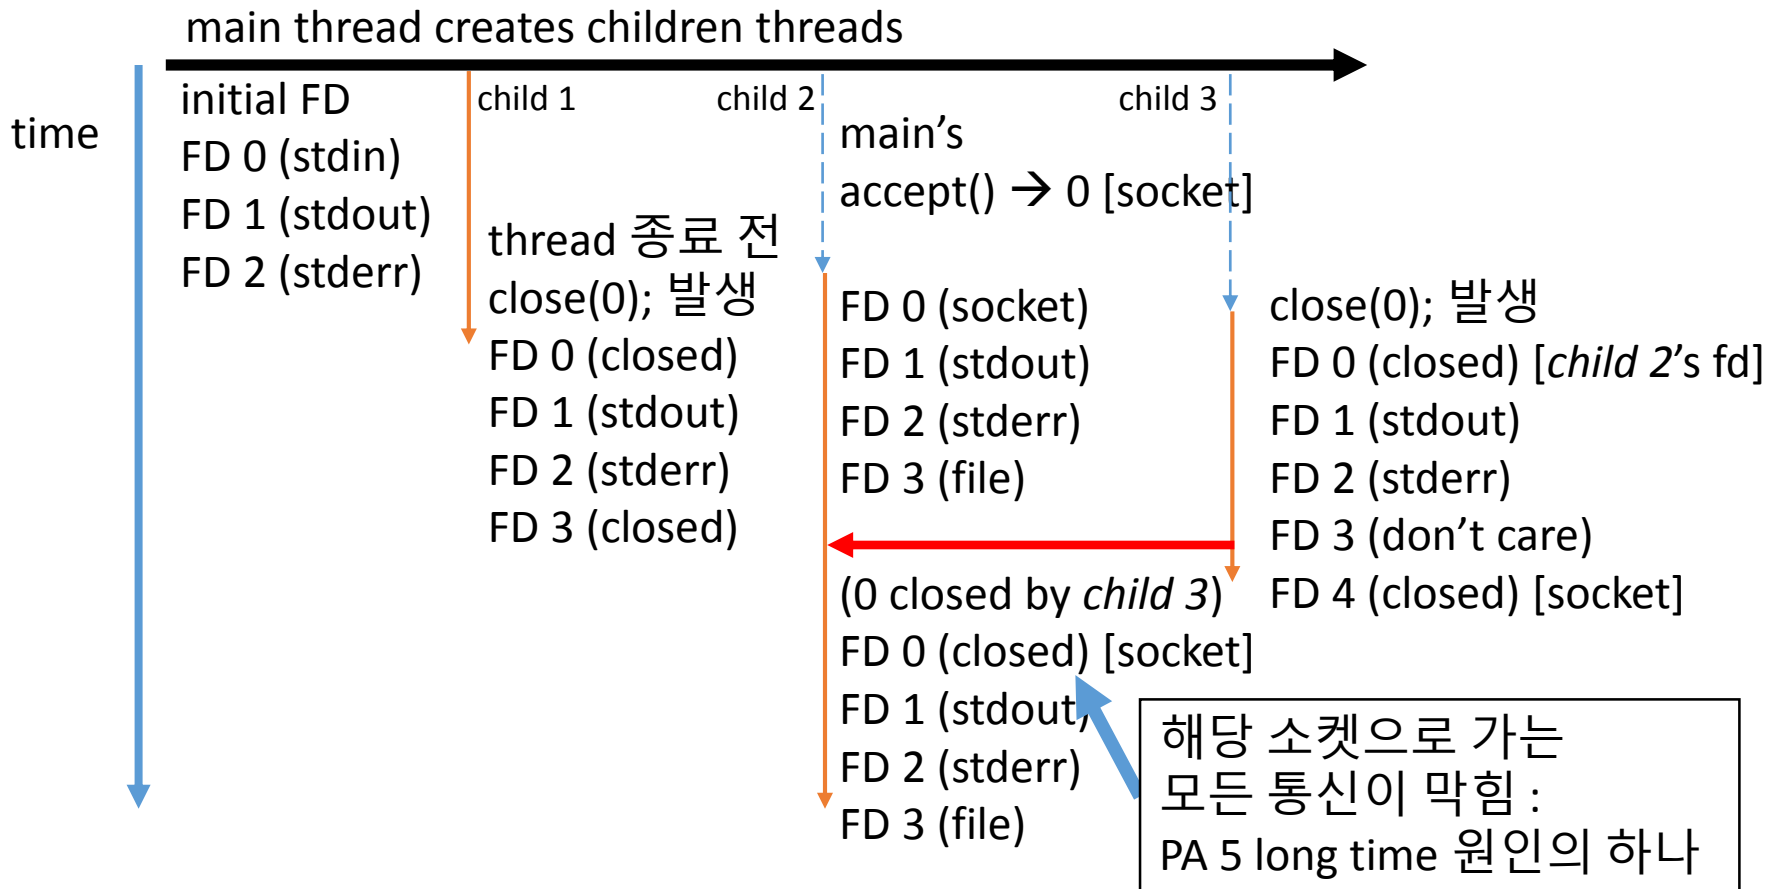 main thread creates children threads
time
initial FD
FD 0 (stdin)
FD 1 (stdout)
FD 2 (stderr)
child 1
thread 종료 전
close(0); 발생
FD 0 (closed)
FD 1 (stdout)
FD 2 (stderr)
FD 3 (closed)
child 2
main’s
accept() → 0 [socket]
FD 0 (socket)
FD 1 (stdout)
FD 2 (stderr)
FD 3 (file)
(0 closed by child 3)
FD 0 (closed) [socket]
FD 1 (stdout)
FD 2 (stderr)
FD 3 (file)
child 3
close(0); 발생
FD 0 (closed) [child 2’s fd]
FD 1 (stdout)
FD 2 (stderr)
FD 3 (don’t care)
FD 4 (closed) [socket]
해당 소켓으로 가는
모든 통신이 막힘 :
PA 5 long time 원인의 하나